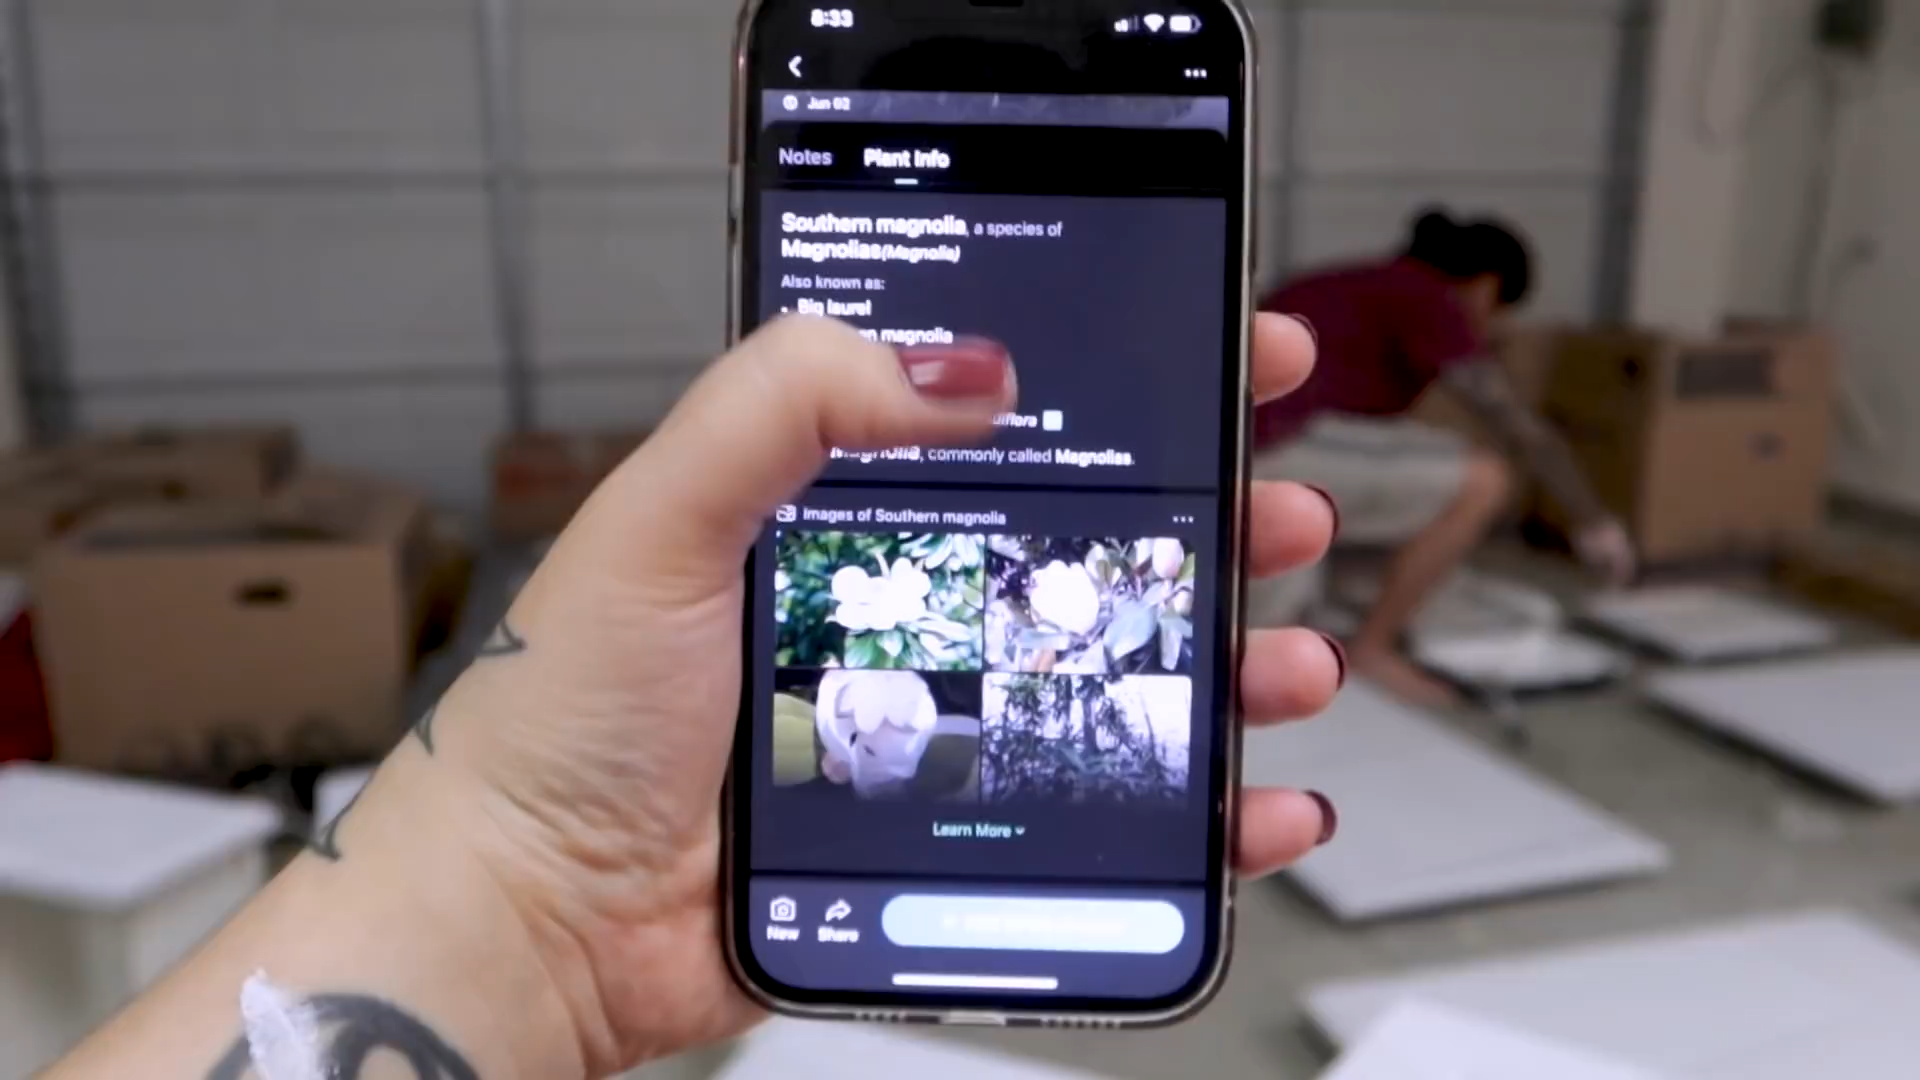 8:33
Jun 02
Notes Plant Info
Southern magnolia, a species of
Magnolias(Magnolia)
Also known as:
Big laurel
magnolia
commonly called Magnolias.
Images of Southern magnolia
Learn More
New Share